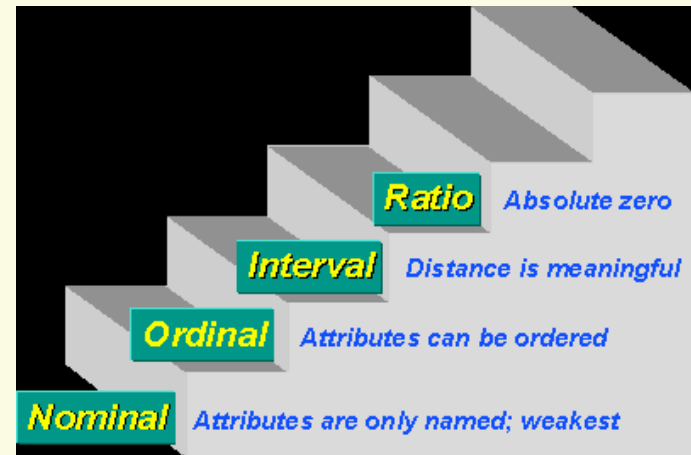 Ratio Absolute zero
Interval Distance is meaningful
Ordinal Attributes can be ordered
Nominal Attributes are only named; weakest